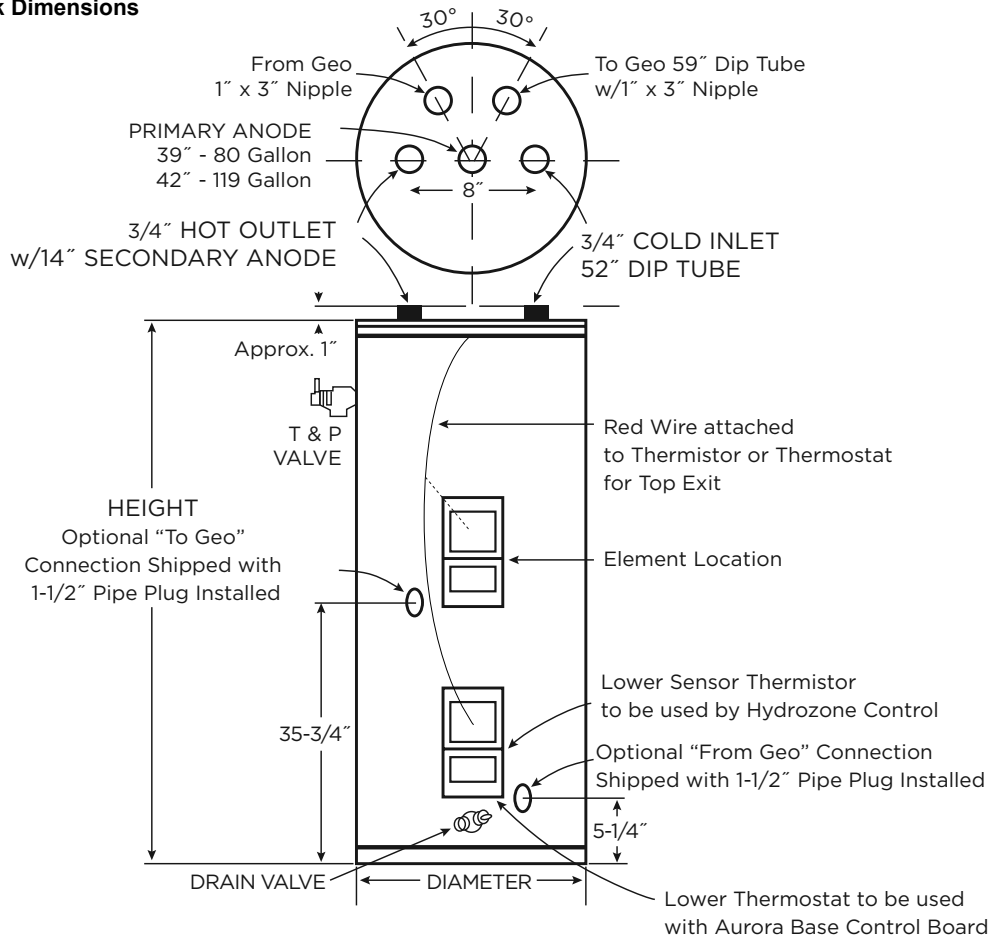 k Dimensions
30° 30°
From Geo
1˝ x 3˝ Nipple
To Geo 59˝ Dip Tube
w/1˝ x 3˝ Nipple
PRIMARY ANODE
39˝ - 80 Gallon
42˝ - 119 Gallon
8˝
3/4˝ HOT OUTLET
w/14˝ SECONDARY ANODE
3/4˝ COLD INLET
52˝ DIP TUBE
Approx. 1˝
T & P
VALVE
Red Wire attached
to Thermistor or Thermostat
for Top Exit
HEIGHT
Optional “To Geo”
Connection Shipped with
1-1/2˝ Pipe Plug Installed
Element Location
Lower Sensor Thermistor
to be used by Hydrozone Control
35-3/4˝
Optional “From Geo” Connection
Shipped with 1-1/2˝ Pipe Plug Installed
5-1/4˝
DRAIN VALVE
DIAMETER
Lower Thermostat to be used
with Aurora Base Control Board